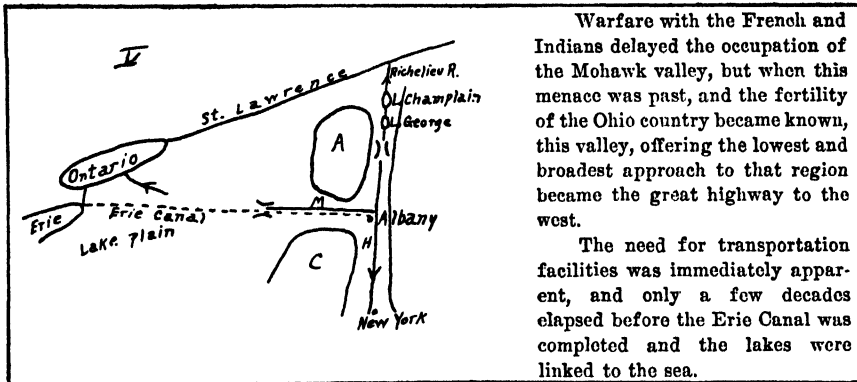 V
St. Lawrence
Richelieu R.
L. Champlain
L. George
A
Ontario
M
Erie
Erie Canal
Albany
Lake Plain
H
C
New York
Warfare with the French and
Indians delayed the occupation of
the Mohawk valley, but when this
menace was past, and the fertility
of the Ohio country became known,
this valley, offering the lowest and
broadest approach to that region
became the great highway to the
west.
The need for transportation
facilities was immediately appar-
ent, and only a few decades
elapsed before the Erie Canal was
completed and the lakes were
linked to the sea.